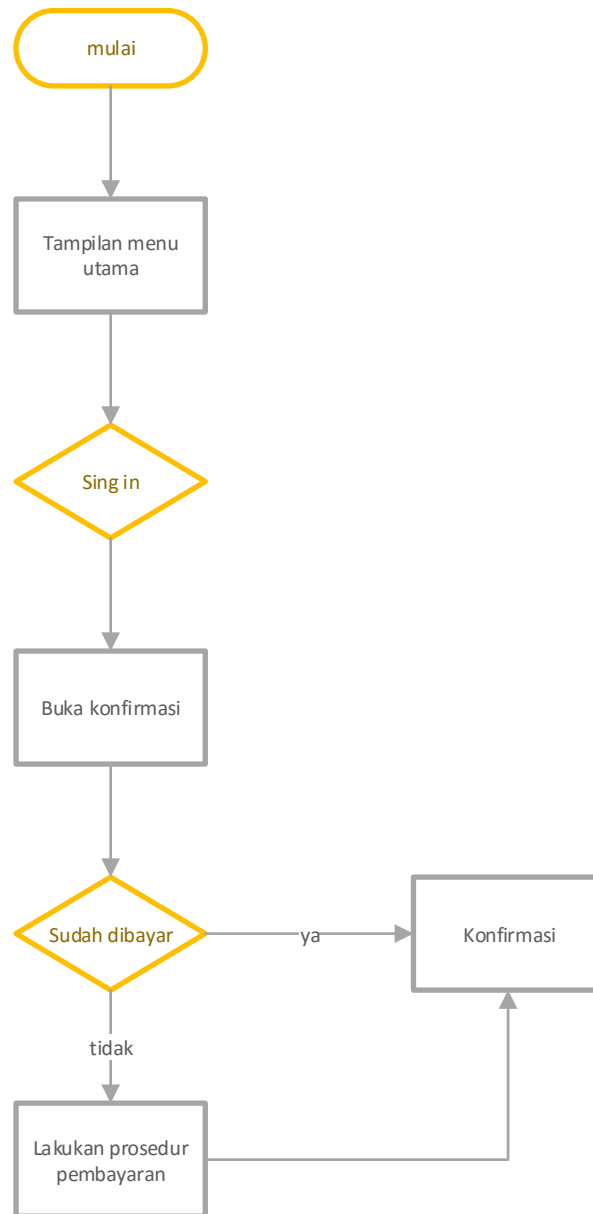 mulai
Tampilan menu
utama
Sing in
Buka konfirmasi
Sudah dibayar
ya
Konfirmasi
tidak
Lakukan prosedur
pembayaran